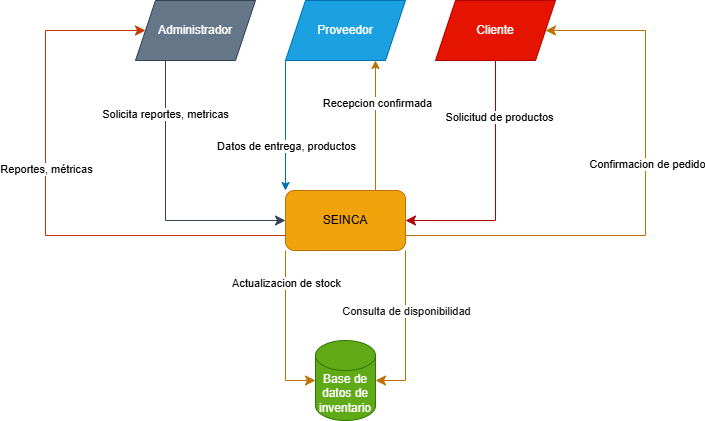 Administrador
Proveedor
Cliente
Recepcion confirmada
Solicita reportes, metricas
Solicitud de productos
Datos de entrega, productos
Confirmacion de pedido
Reportes, métricas
SEINCA
Actualizacion de stock
Consulta de disponibilidad
Base de
datos de
inventario